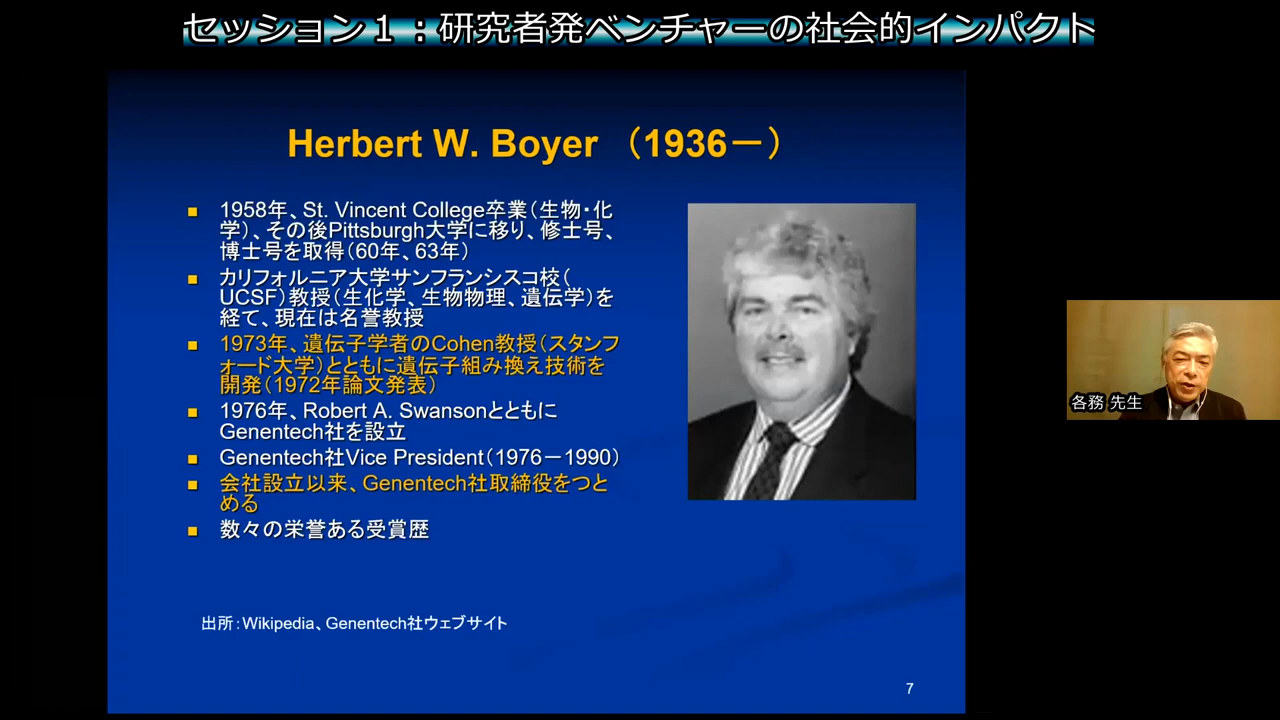 セッション１：研究者発ベンチャーの社会的インパクト
Herbert W. Boyer （1936－）
■ 1958年、St. Vincent College卒業（生物・化
学）、その後Pittsburgh大学に移り、修士号、
博士号を取得（60年、63年）
■ カリフォルニア大学サンフランシスコ校（
UCSF）教授（生化学、生物物理、遺伝学）を
経て、現在は名誉教授
■ 1973年、遺伝子学者のCohen教授（スタンフ
ォード大学）とともに遺伝子組み換え技術を
開発（1972年論文発表）
■ 1976年、Robert A. Swansonとともに
Genentech社を設立
■ Genentech社Vice President（1976－1990）
■ 会社設立以来、Genentech社取締役をつと
める
■ 数々の栄誉ある受賞歴
出所：Wikipedia、Genentech社ウェブサイト
7
各務 先生